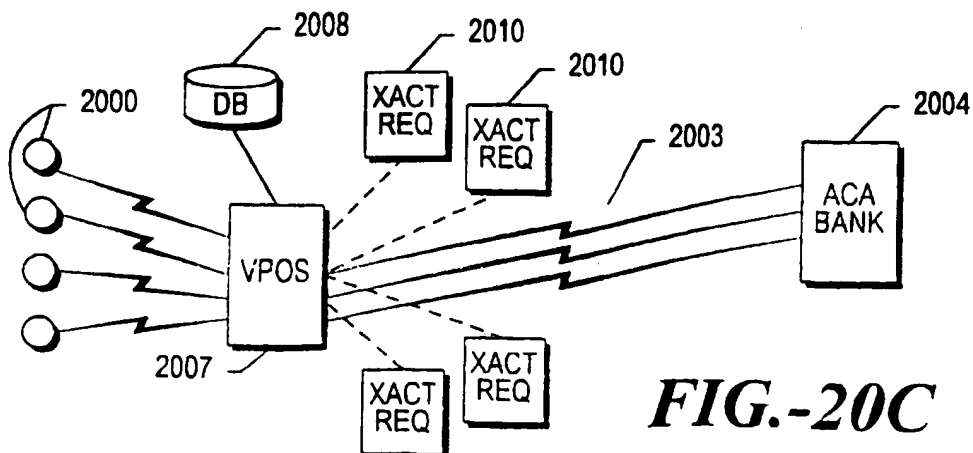 2008
2010
2010
2000
DB
XACT
REQ
XACT
REQ
2004
2003
ACA
BANK
VPOS
2007
XACT
REQ
XACT
REQ
FIG.-20C